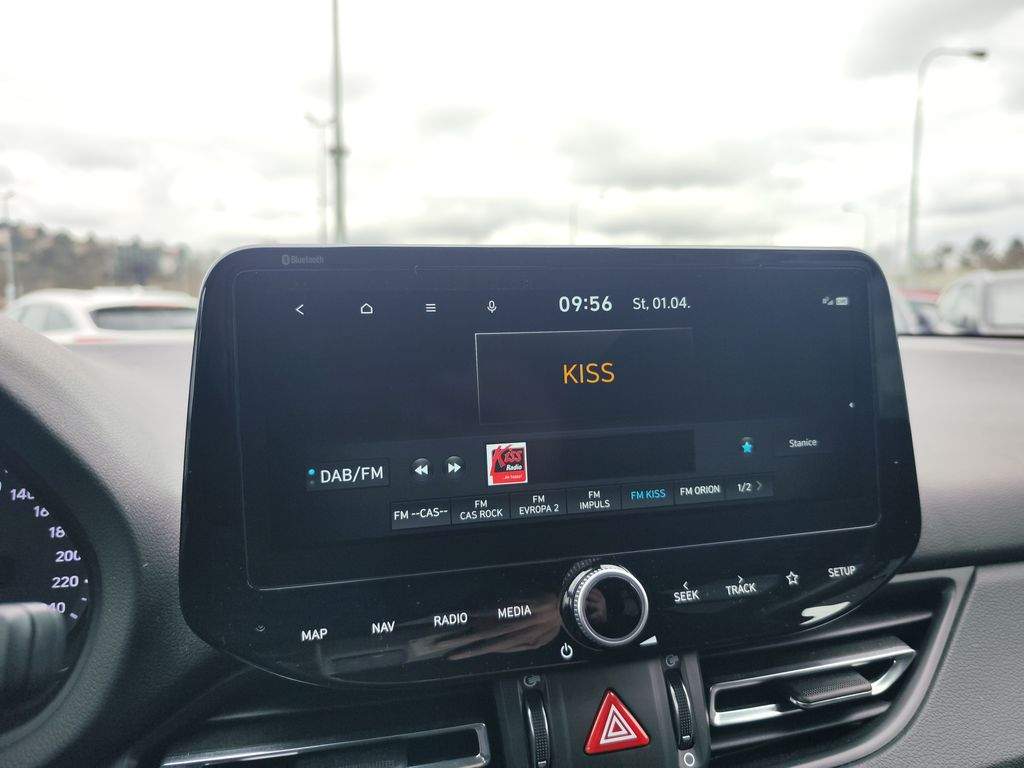 Bluetooth
09:56 St, 01.04.
KISS
DAB/FM
KISS
Radio
Stanice
FM --CAS--
FM
CAS ROCK
FM
EVROPA 2
FM
IMPULS
FM KISS
FM ORION
1/2
MAP
NAV
RADIO
MEDIA
SEEK
TRACK
SETUP
140
160
180
200
220